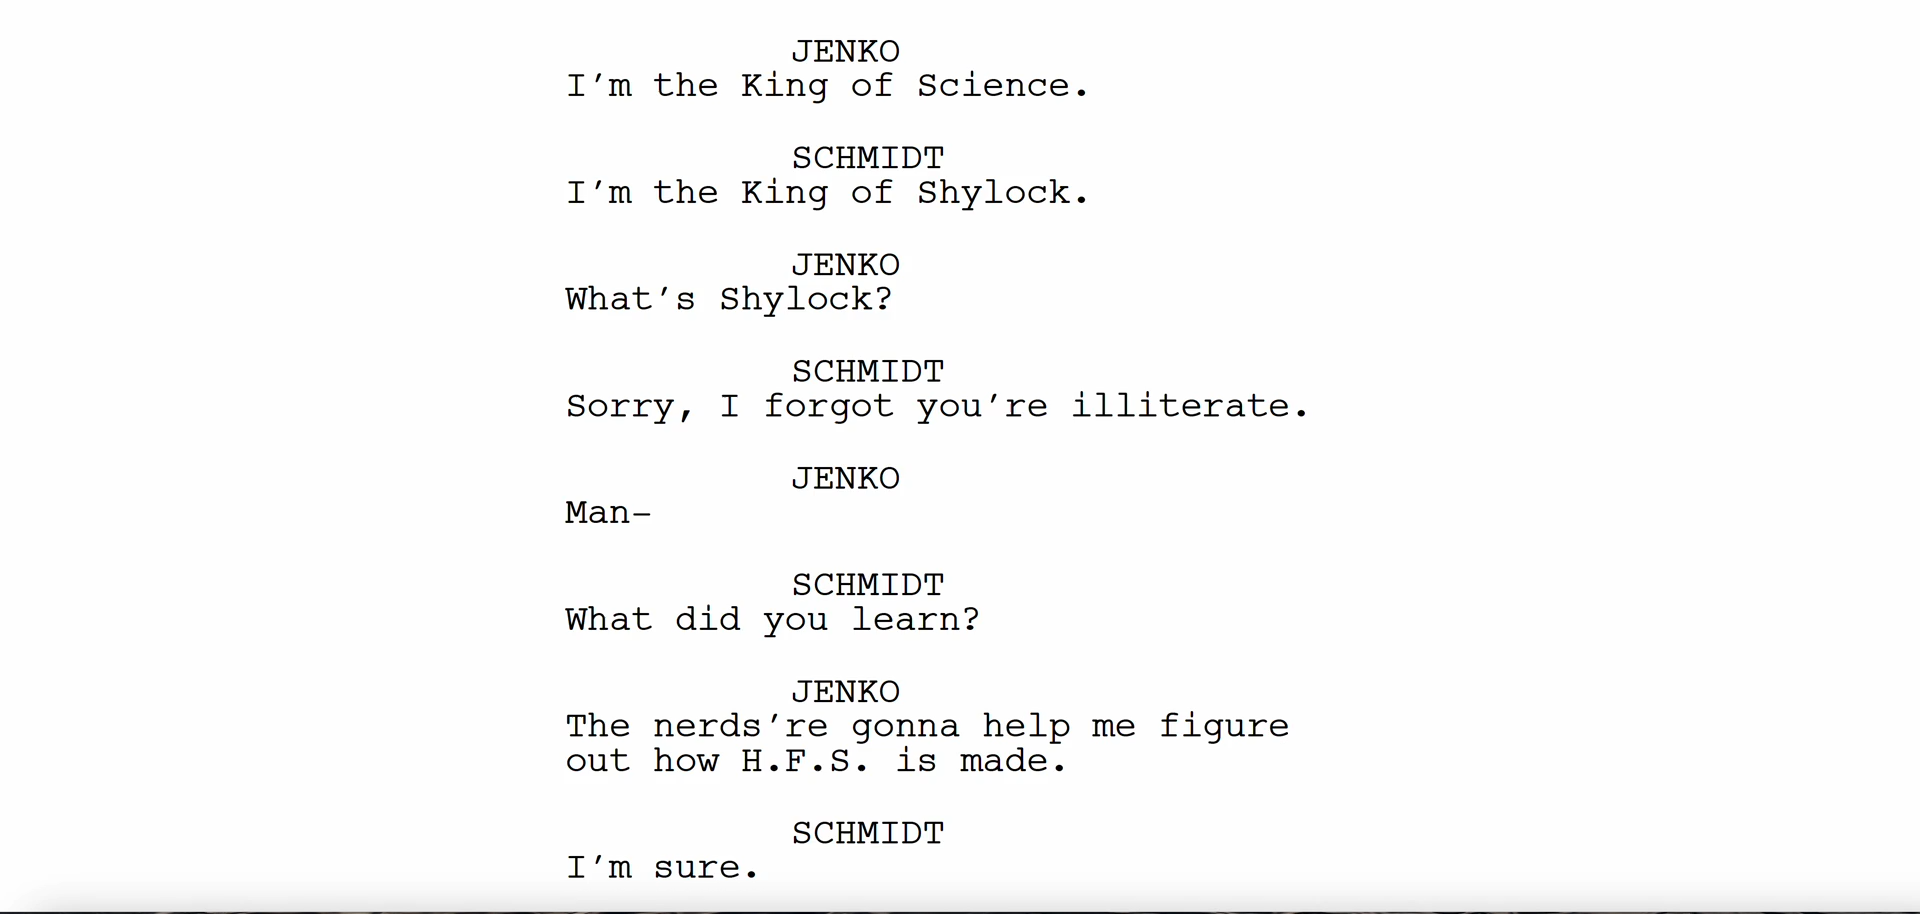 JENKO
I’m the King of Science.
SCHMIDT
I’m the King of Shylock.
JENKO
What’s Shylock?
SCHMIDT
Sorry, I forgot you’re illiterate.
JENKO
Man–
SCHMIDT
What did you learn?
JENKO
The nerds’re gonna help me figure
out how H.F.S. is made.
SCHMIDT
I’m sure.